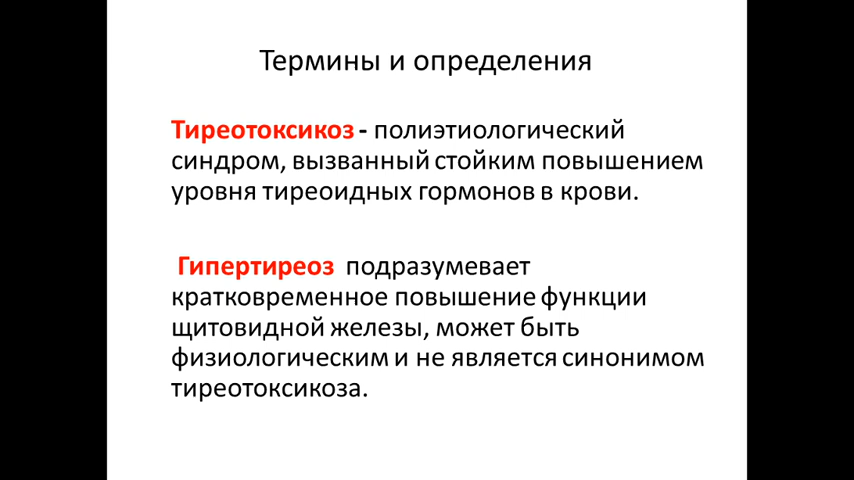 Термины и определения
Тиреотоксикоз - полиэтиологический
синдром, вызванный стойким повышением
уровня тиреоидных гормонов в крови.
Гипертиреоз подразумевает
кратковременное повышение функции
щитовидной железы, может быть
физиологическим и не является синонимом
тиреотоксикоза.